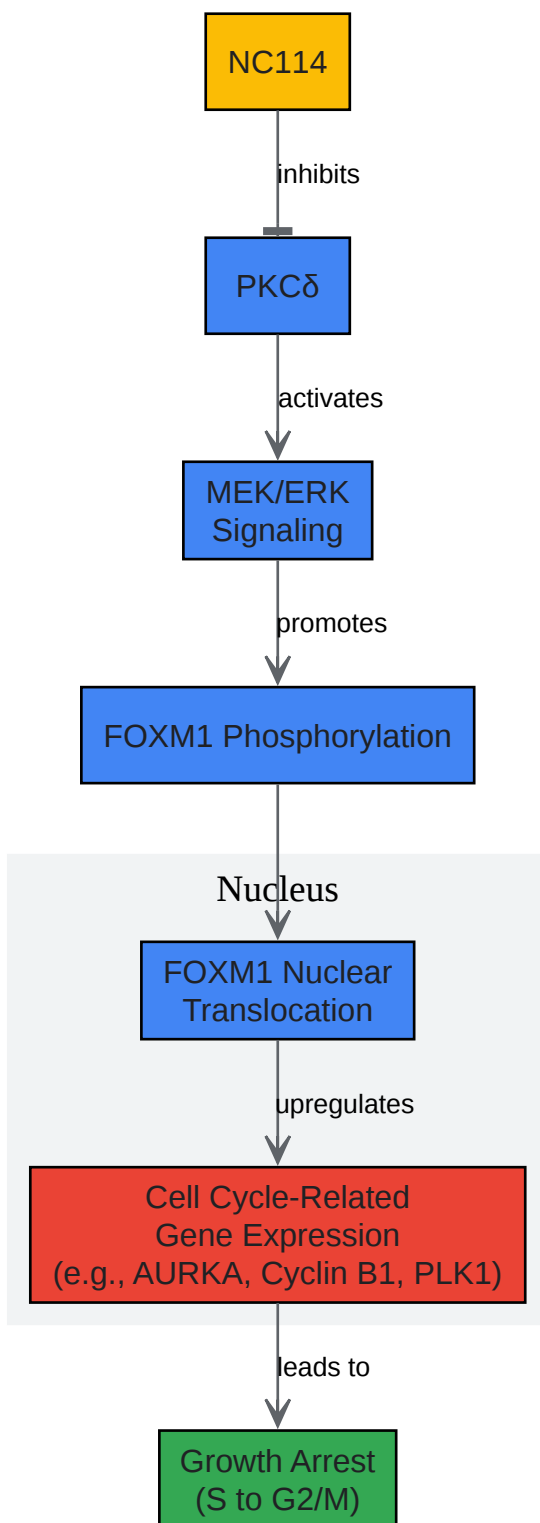 NC114
inhibits
PKCδ
activates
MEK/ERK
Signaling
promotes
FOXM1 Phosphorylation
Nucleus
FOXM1 Nuclear
Translocation
upregulates
Cell Cycle-Related
Gene Expression
(e.g., AURKA, Cyclin B1, PLK1)
leads to
Growth Arrest
(S to G2/M)